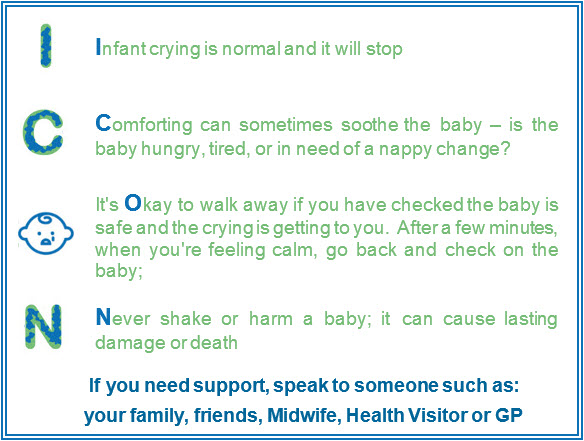 I
Infant crying is normal and it will stop
C
Comforting can sometimes soothe the baby – is the
baby hungry, tired, or in need of a nappy change?
It's Okay to walk away if you have checked the baby is
safe and the crying is getting to you. After a few minutes,
when you're feeling calm, go back and check on the
baby;
N
Never shake or harm a baby; it can cause lasting
damage or death
If you need support, speak to someone such as:
your family, friends, Midwife, Health Visitor or GP